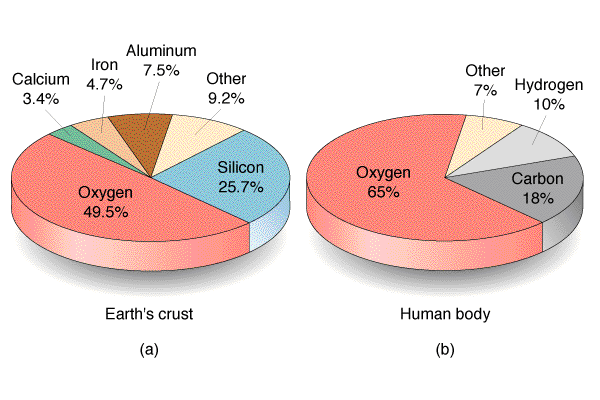 Calcium
3.4%
Iron
4.7%
Aluminum
7.5%
Other
9.2%
Silicon
25.7%
Oxygen
49.5%
Earth's crust
(a)
Other
7%
Hydrogen
10%
Carbon
18%
Oxygen
65%
Human body
(b)